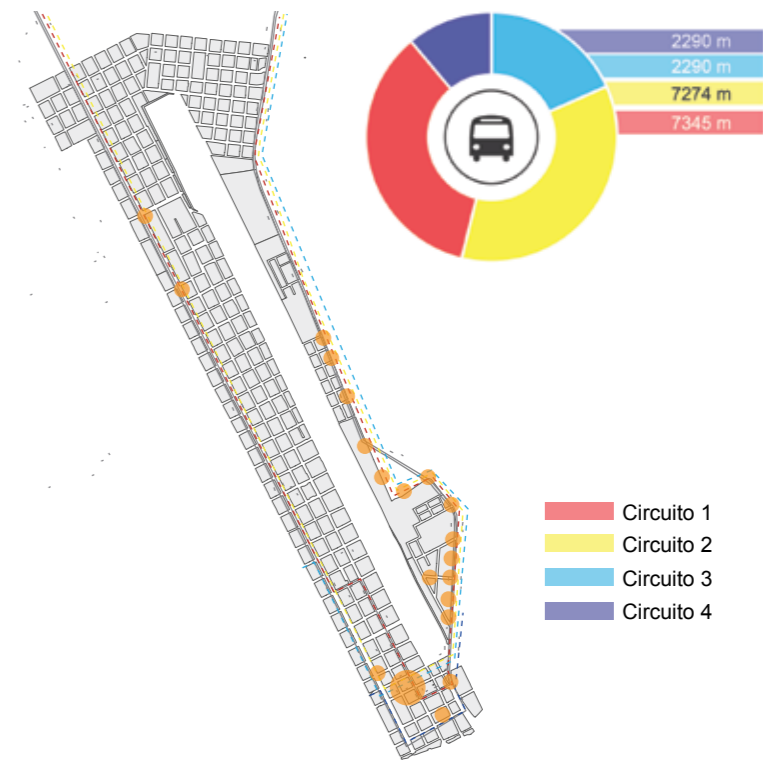 2290 m
2290 m
7274 m
7345 m
Circuito 1
Circuito 2
Circuito 3
Circuito 4